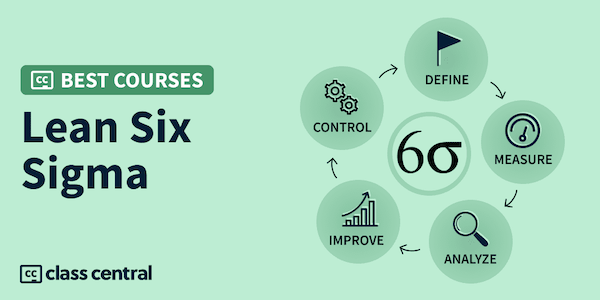 cc BEST COURSES
Lean Six
Sigma
cc class central
DEFINE
MEASURE
ANALYZE
IMPROVE
CONTROL
6σ